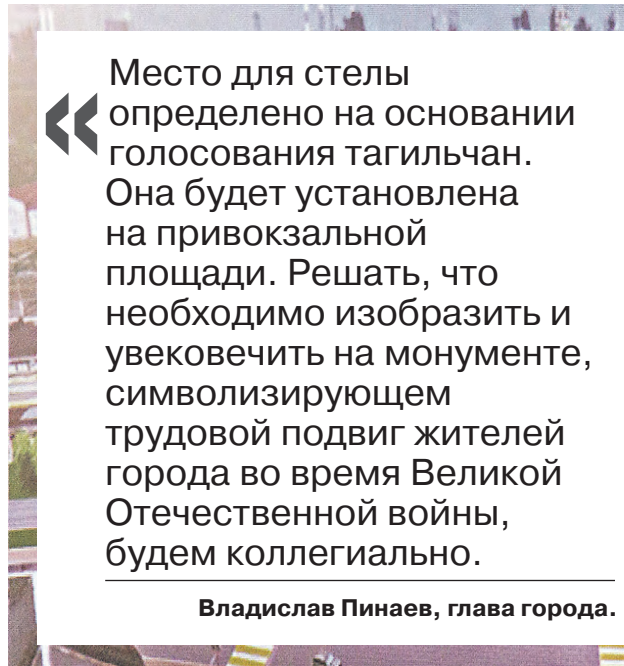 «Место для стелы
определено на основании
голосования тагильчан.
Она будет установлена
на привокзальной
площади. Решать, что
необходимо изобразить и
увековечить на монументе,
символизирующем
трудовой подвиг жителей
города во время Великой
Отечественной войны,
будем коллегиально.
Владислав Пинаев, глава города.